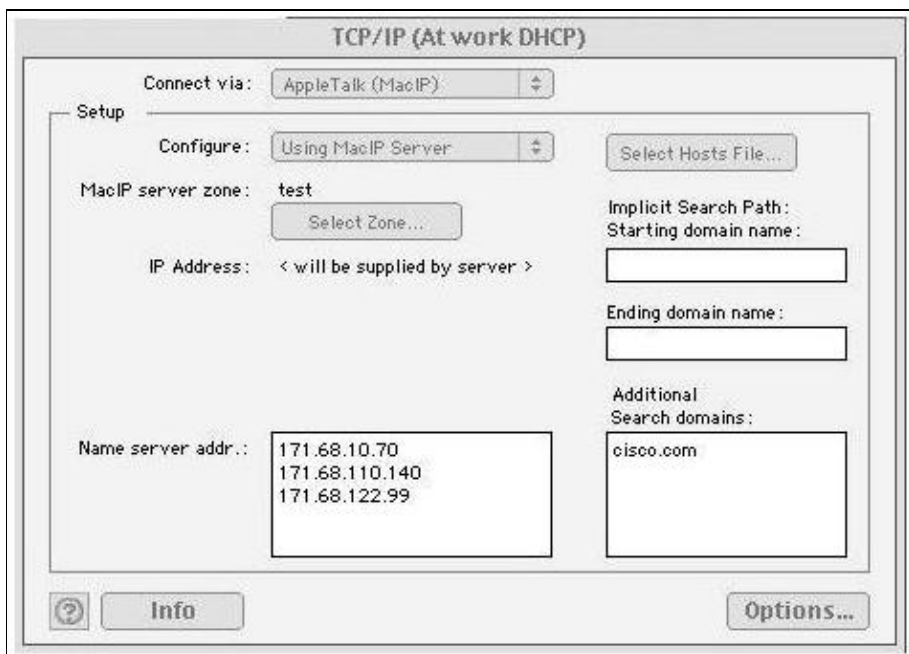 TCP/IP (At work DHCP)
Connect via: AppleTalk (MacIP)
Setup
Configure: Using MacIP Server
Select Hosts File...
MacIP server zone: test
Select Zone...
Implicit Search Path:
Starting domain name:
IP Address: < will be supplied by server >
Ending domain name:
Additional
Search domains:
Name server addr.: 171.68.10.70
171.68.110.140
171.68.122.99
cisco.com
?
Info
Options...